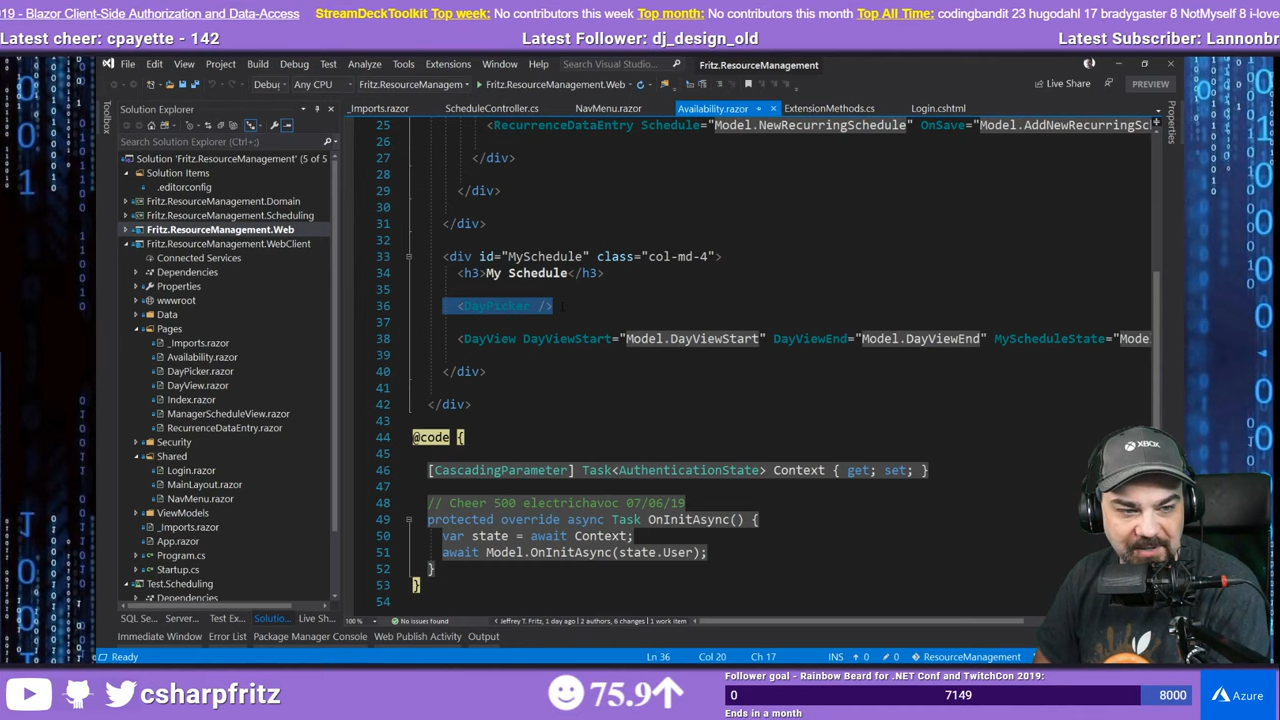 19 - Blazor Client-Side Authorization and Data-Access StreamDeckToolkit Top week: No contributors this week Top month: No contributors this month Top All Time: codingbandit 23 hugodahl 17 bradygaster 8 NotMyself 8 i-love
Latest cheer: cpayette - 142 Latest Follower: dj_design_old Latest Subscriber: Lannonbr
File Edit View Project Build Debug Team Test Analyze Tools Extensions Window Help Search Visual Studio Fritz.ResourceManagement
Debug Any CPU Fritz.ResourceManagem Fritz.ResourceManagement.Web Live Share PREVIEW
Toolbox
Solution Explorer
Search Solution Explorer (Ctrl+;)
Solution 'Fritz.ResourceManagement' (5 of 5
Solution Items
.editorconfig
Fritz.ResourceManagement.Domain
Fritz.ResourceManagement.Scheduling
Fritz.ResourceManagement.Web
Fritz.ResourceManagement.WebClient
Connected Services
Dependencies
Properties
wwwroot
Data
Pages
_Imports.razor
Availability.razor
DayPicker.razor
DayView.razor
Index.razor
ManagerScheduleView.razor
RecurrenceDataEntry.razor
Security
Shared
Login.razor
MainLayout.razor
NavMenu.razor
ViewModels
_Imports.razor
App.razor
Program.cs
Startup.cs
Test.Scheduling
Dependencies
SQL Se... Server... Test Ex... Solutio... Live Sh...
_Imports.razor ScheduleController.cs NavMenu.razor Availability.razor ExtensionMethods.cs Login.cshtml
Properties
25 <RecurrenceDataEntry Schedule="Model.NewRecurringSchedule" OnSave="Model.AddNewRecurringSc
26
27 </div>
28
29 </div>
30
31 </div>
32
33 <div id="MySchedule" class="col-md-4">
34 <h3>My Schedule</h3>
35
36 <DayPicker />
37
38 <DayView DayViewStart="Model.DayViewStart" DayViewEnd="Model.DayViewEnd" MyScheduleState="Mode
39
40 </div>
41
42 </div>
43
44 @code {
45
46 [CascadingParameter] Task<AuthenticationState> Context { get; set; }
47
48 // Cheer 500 electrichavoc 07/06/19
49 protected override async Task OnInitAsync() {
50 var state = await Context;
51 await Model.OnInitAsync(state.User);
52 }
53 }
54
100 % No issues found Jeffrey T. Fritz, 1 day ago | 2 authors, 6 changes | 1 work item
Immediate Window Error List Package Manager Console Web Publish Activity Output
Ready Ln 36 Col 20 Ch 17 INS 0 0 ResourceManagement
XBOX
csharpfritz 75.9
Follower goal - Rainbow Beard for .NET Conf and TwitchCon 2019:
0 7149 8000
Ends in a month
Azure